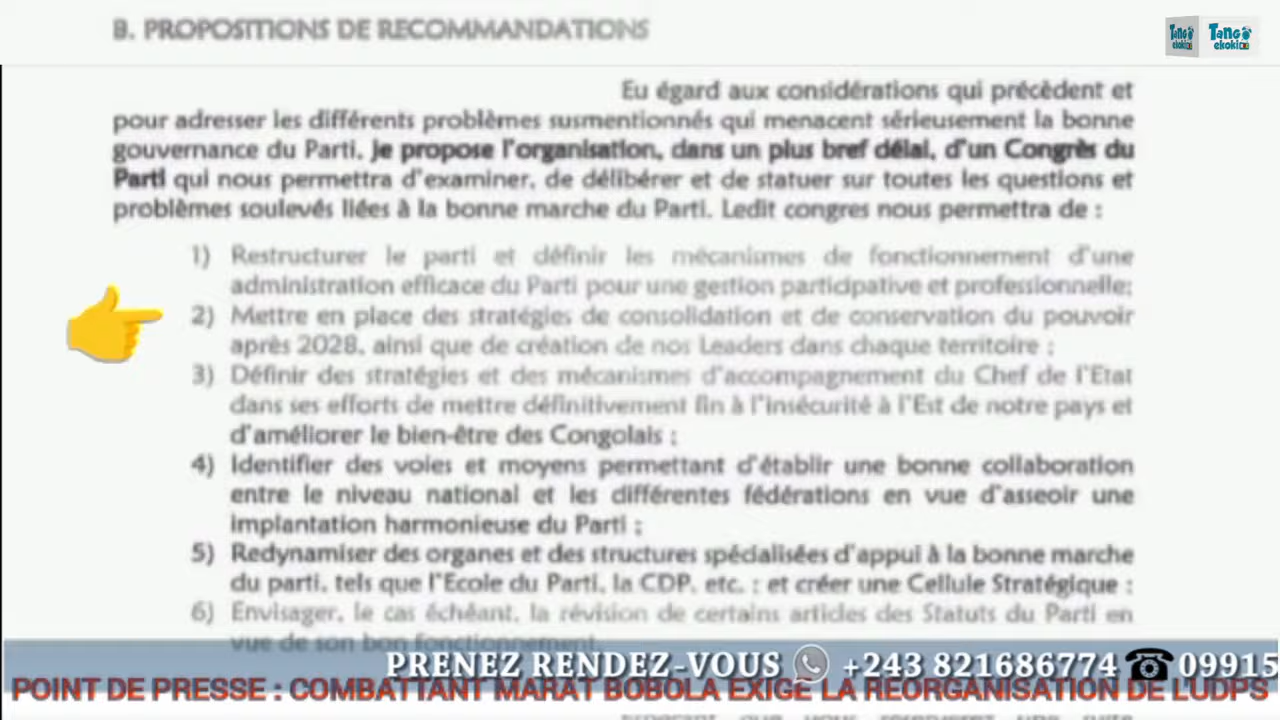 B. PROPOSITIONS DE RECOMMANDATIONS
Tango
ekoki
Tango
ekoki
Eu égard aux considérations qui précèdent et
pour adresser les différents problèmes susmentionnés qui menacent sérieusement la bonne
gouvernance du Parti, je propose l'organisation, dans un plus bref délai, d'un Congrès du
Parti qui nous permettra d'examiner, de délibérer et de statuer sur toutes les questions et
problèmes soulevés liées à la bonne marche du Parti. Ledit congres nous permettra de :
1) Restructurer le parti et définir les mécanismes de fonctionnement d'une
administration efficace du Parti pour une gestion participative et professionnelle;
2) Mettre en place des stratégies de consolidation et de conservation du pouvoir
après 2028, ainsi que de création de nos Leaders dans chaque territoire ;
3) Définir des stratégies et des mécanismes d'accompagnement du Chef de l'Etat
dans ses efforts de mettre définitivement fin à l'insécurité à l'Est de notre pays et
d'améliorer le bien-être des Congolais ;
4) Identifier des voies et moyens permettant d'établir une bonne collaboration
entre le niveau national et les différentes fédérations en vue d'asseoir une
implantation harmonieuse du Parti ;
5) Redynamiser des organes et des structures spécialisées d'appui à la bonne marche
du parti, tels que l'Ecole du Parti, la CDP, etc. ; et créer une Cellule Stratégique ;
6) Envisager, le cas échéant, la révision de certains articles des Statuts du Parti en
vue de son bon fonctionnement.
PRENEZ RENDEZ-VOUS +243 821686774 09915
POINT DE PRESSE : COMBATTANT MARAT BOBOLA EXIGE LA REORGANISATION DE L'UDPS